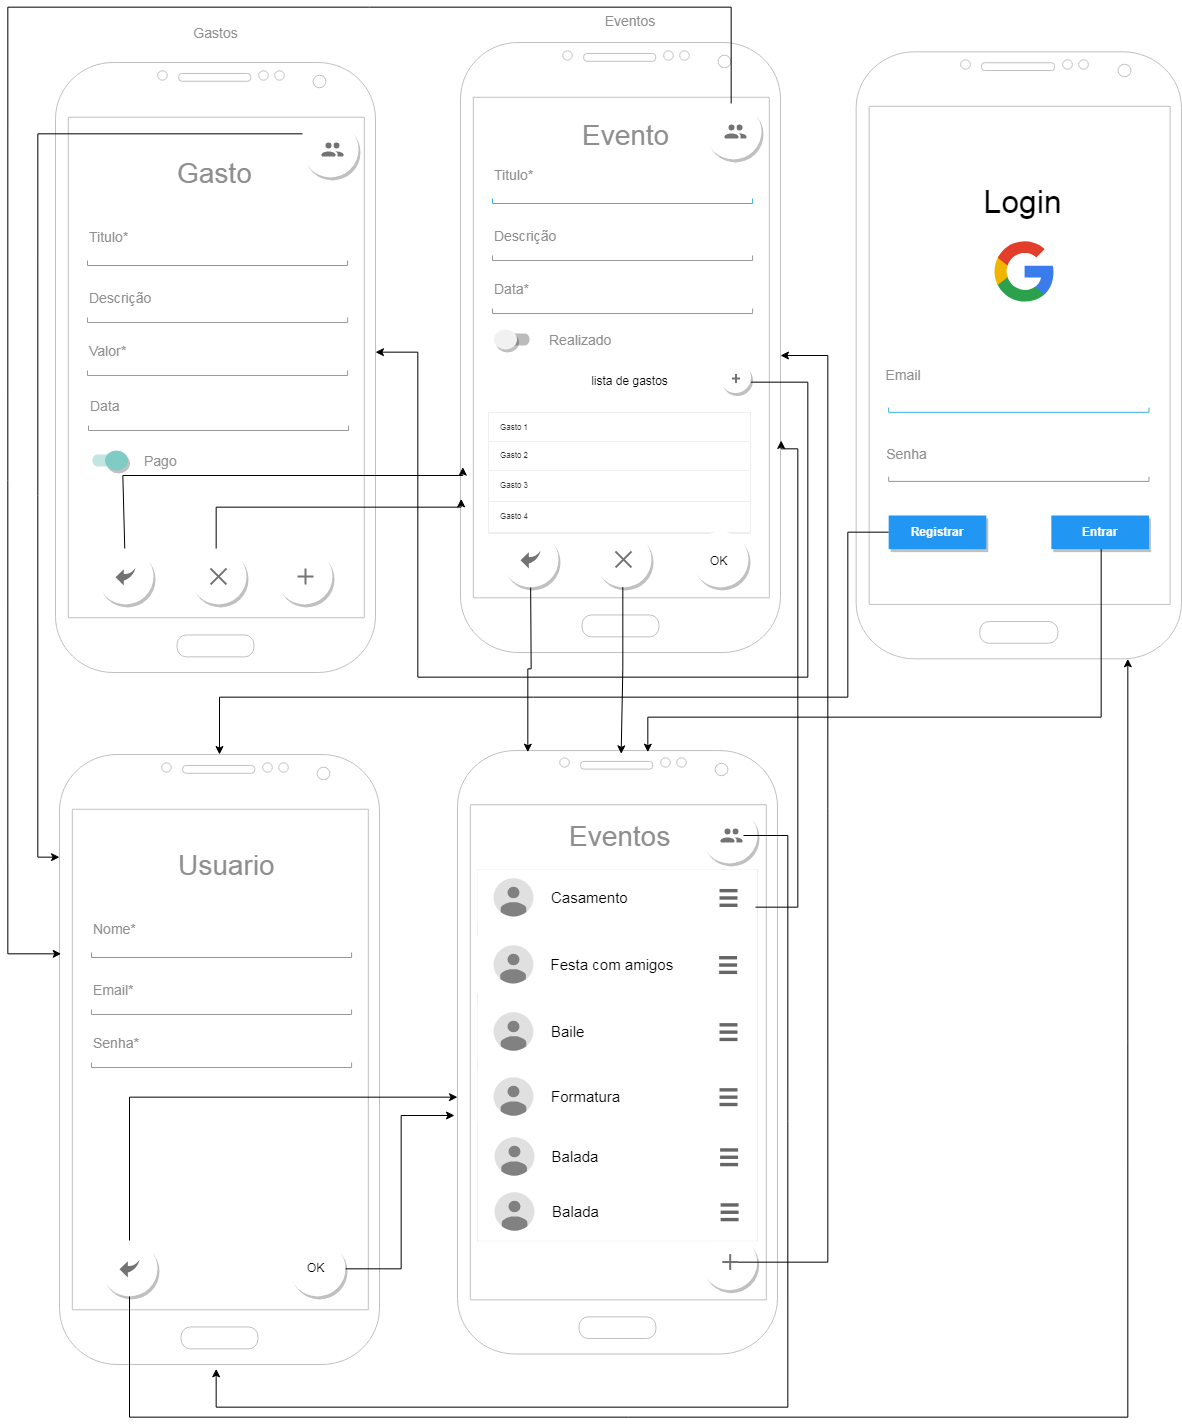 Gastos
Gasto
Titulo*
Descrição
Valor*
Data
Pago
Eventos
Evento
Titulo*
Descrição
Data*
Realizado
lista de gastos
Gasto 1
Gasto 2
Gasto 3
Gasto 4
OK
Login
Email
Senha
Registrar
Entrar
Usuario
Nome*
Email*
Senha*
OK
Eventos
Casamento
Festa com amigos
Baile
Formatura
Balada
Balada